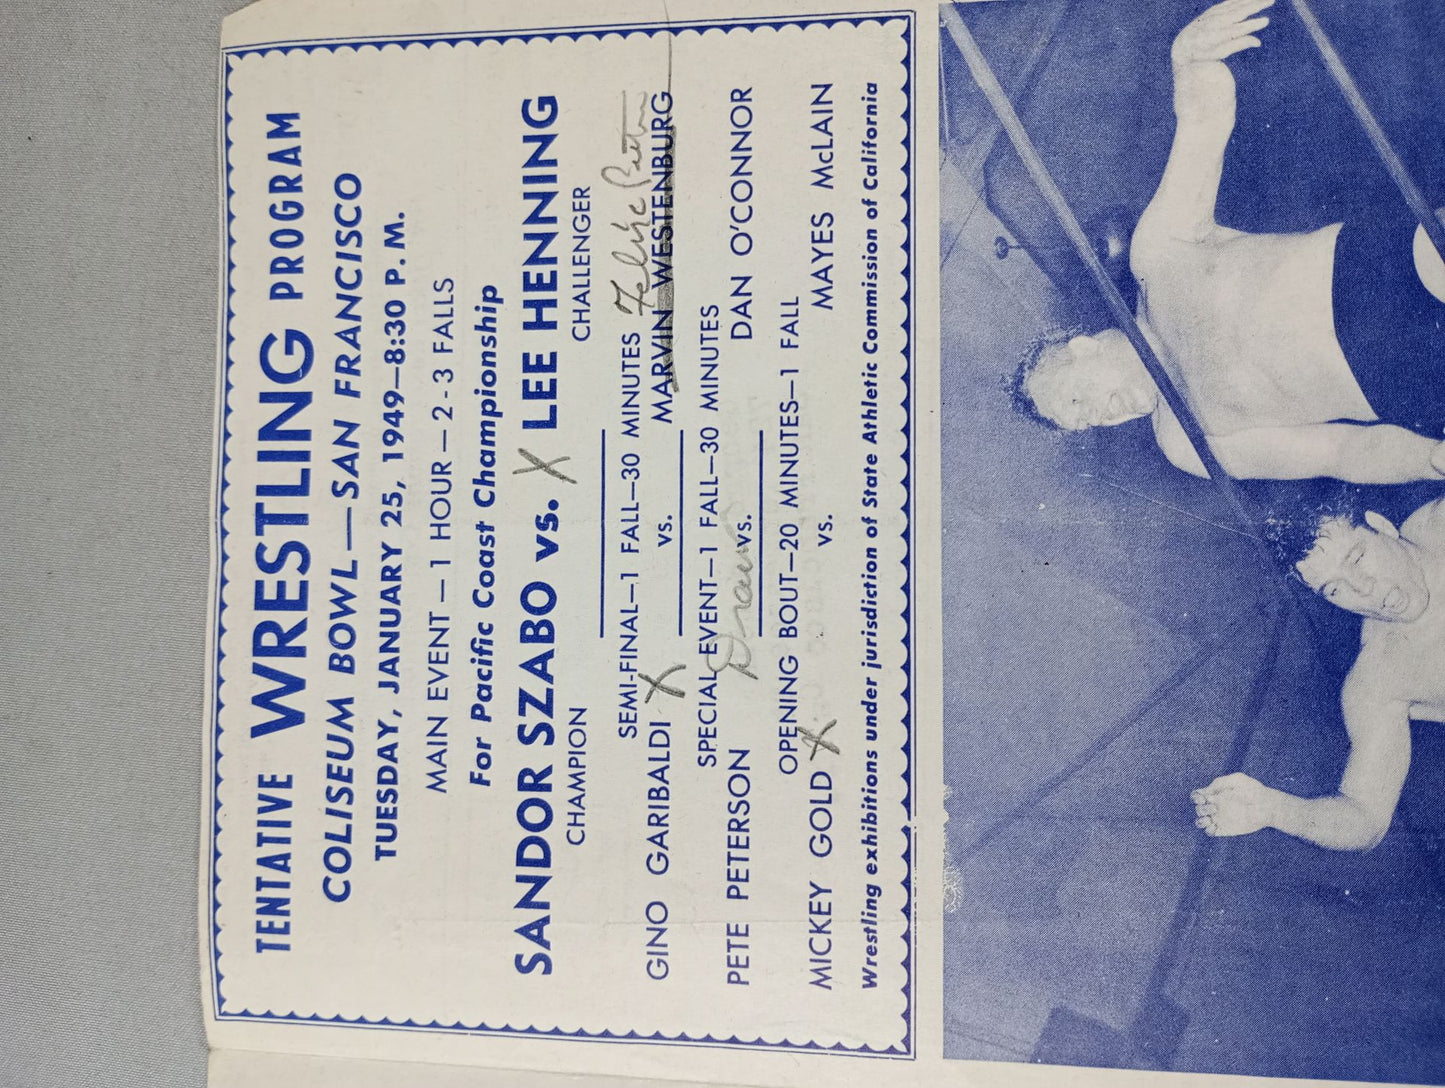 TENTATIVE WRESTLING PROGRAM
COLISEUM BOWL—SAN FRANCISCO
TUESDAY, JANUARY 25, 1949—8:30 P. M.
MAIN EVENT — 1 HOUR — 2 - 3 FALLS
For Pacific Coast Championship
SANDOR SZABO vs. X LEE HENNING
CHAMPION CHALLENGER
SEMI-FINAL—1 FALL—30 MINUTES
GINO GARIBALDI X vs. MARVIN WESTENBURG
SPECIAL EVENT—1 FALL—30 MINUTES
PETE PETERSON Draw vs. DAN O'CONNOR
OPENING BOUT—20 MINUTES—1 FALL
MICKEY GOLD X vs. MAYES McLAIN
Wrestling exhibitions under jurisdiction of State Athletic Commission of California